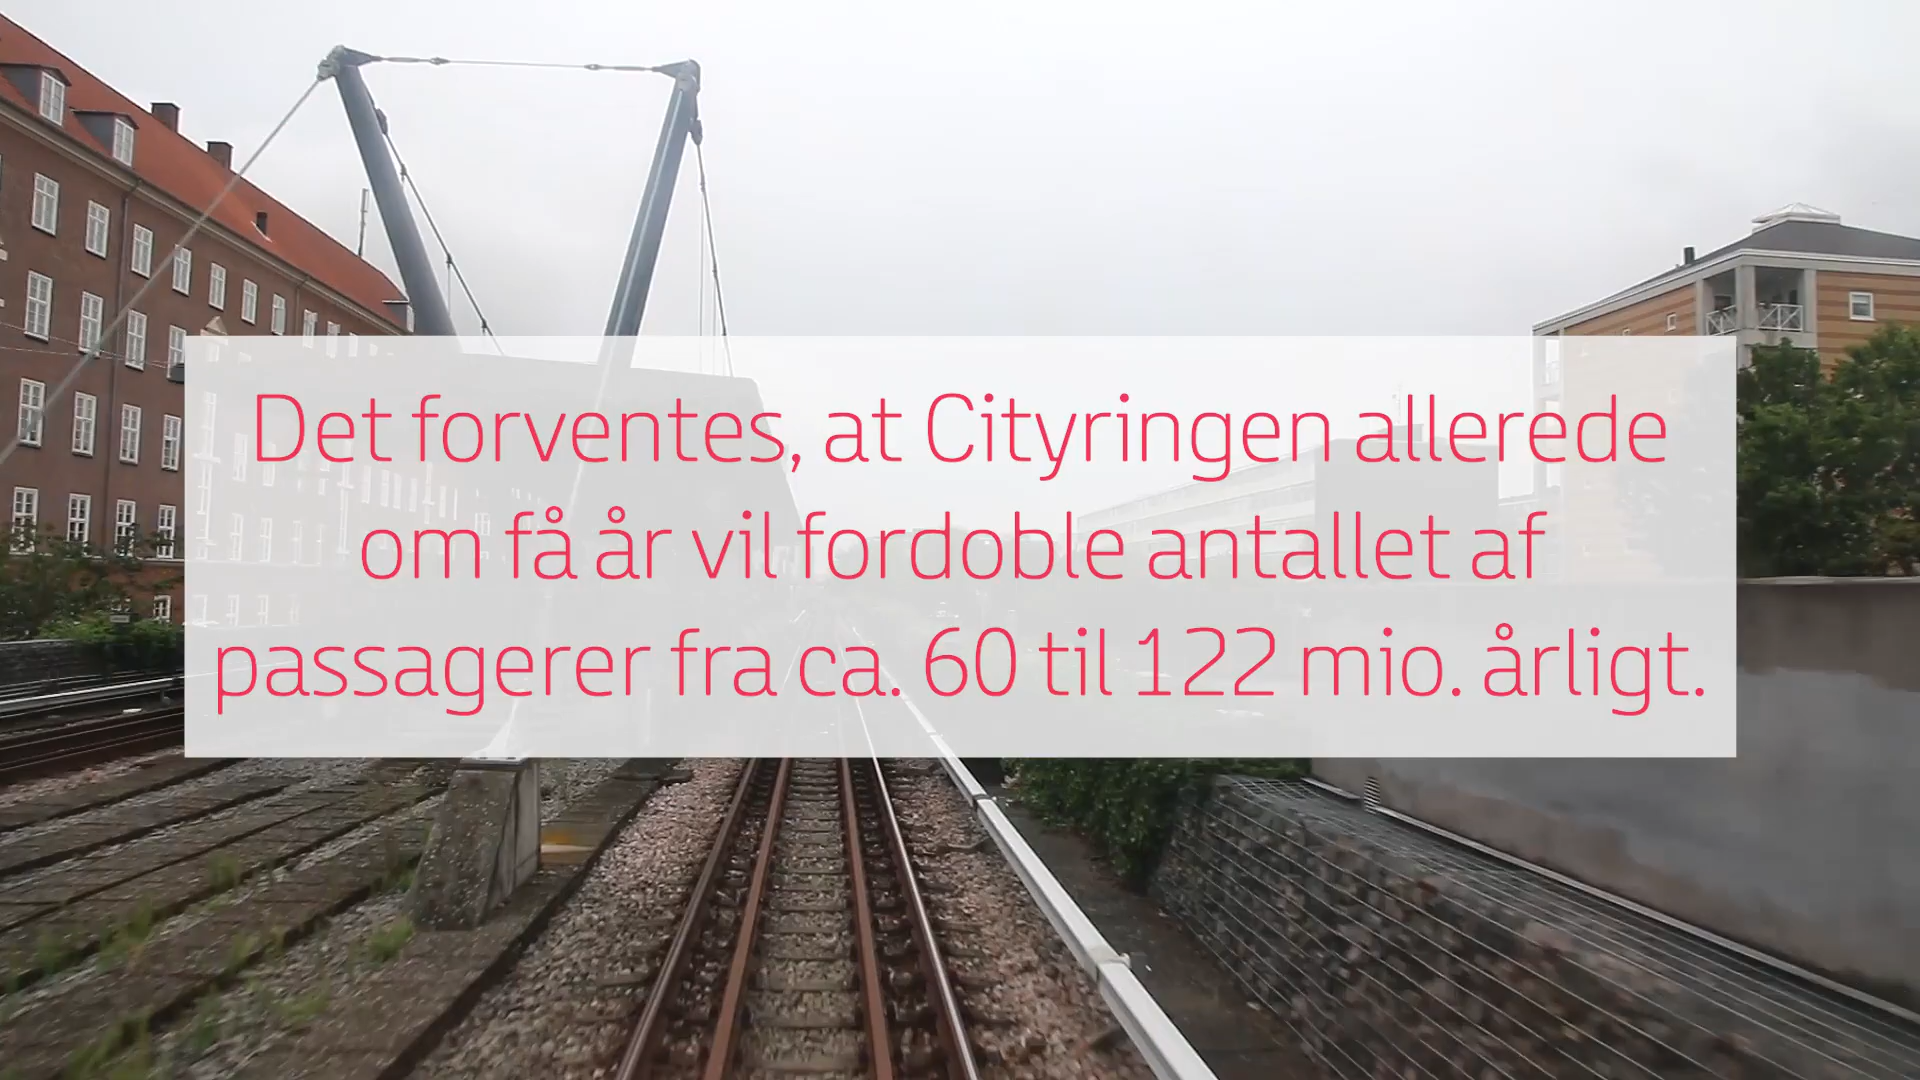 Det forventes, at Cityringen allerede
om få år vil fordoble antallet af
passagerer fra ca. 60 til 122 mio. årligt.